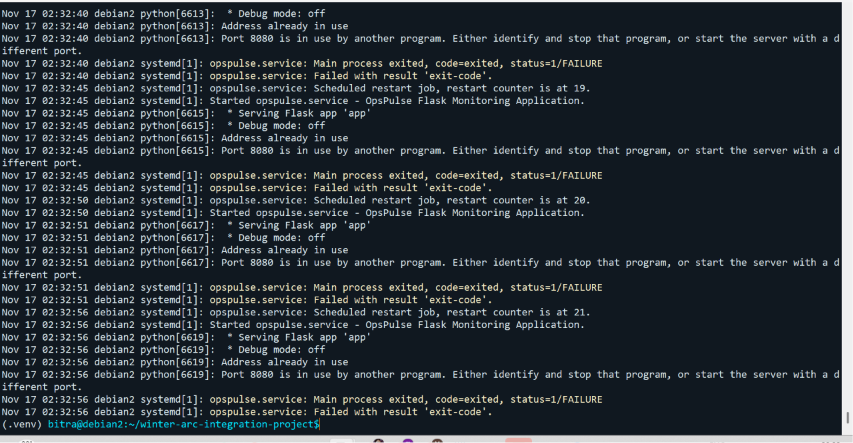 Nov 17 02:32:40 debian2 python[6613]:  * Debug mode: off
Nov 17 02:32:40 debian2 python[6613]: Address already in use
Nov 17 02:32:40 debian2 python[6613]: Port 8080 is in use by another program. Either identify and stop that program, or start the server with a d
ifferent port.
Nov 17 02:32:40 debian2 systemd[1]: opspulse.service: Main process exited, code=exited, status=1/FAILURE
Nov 17 02:32:40 debian2 systemd[1]: opspulse.service: Failed with result 'exit-code'.
Nov 17 02:32:45 debian2 systemd[1]: opspulse.service: Scheduled restart job, restart counter is at 19.
Nov 17 02:32:45 debian2 systemd[1]: Started opspulse.service - OpsPulse Flask Monitoring Application.
Nov 17 02:32:45 debian2 python[6615]:  * Serving Flask app 'app'
Nov 17 02:32:45 debian2 python[6615]:  * Debug mode: off
Nov 17 02:32:45 debian2 python[6615]: Address already in use
Nov 17 02:32:45 debian2 python[6615]: Port 8080 is in use by another program. Either identify and stop that program, or start the server with a d
ifferent port.
Nov 17 02:32:45 debian2 systemd[1]: opspulse.service: Main process exited, code=exited, status=1/FAILURE
Nov 17 02:32:45 debian2 systemd[1]: opspulse.service: Failed with result 'exit-code'.
Nov 17 02:32:50 debian2 systemd[1]: opspulse.service: Scheduled restart job, restart counter is at 20.
Nov 17 02:32:50 debian2 systemd[1]: Started opspulse.service - OpsPulse Flask Monitoring Application.
Nov 17 02:32:51 debian2 python[6617]:  * Serving Flask app 'app'
Nov 17 02:32:51 debian2 python[6617]:  * Debug mode: off
Nov 17 02:32:51 debian2 python[6617]: Address already in use
Nov 17 02:32:51 debian2 python[6617]: Port 8080 is in use by another program. Either identify and stop that program, or start the server with a d
ifferent port.
Nov 17 02:32:51 debian2 systemd[1]: opspulse.service: Main process exited, code=exited, status=1/FAILURE
Nov 17 02:32:51 debian2 systemd[1]: opspulse.service: Failed with result 'exit-code'.
Nov 17 02:32:56 debian2 systemd[1]: opspulse.service: Scheduled restart job, restart counter is at 21.
Nov 17 02:32:56 debian2 systemd[1]: Started opspulse.service - OpsPulse Flask Monitoring Application.
Nov 17 02:32:56 debian2 python[6619]:  * Serving Flask app 'app'
Nov 17 02:32:56 debian2 python[6619]:  * Debug mode: off
Nov 17 02:32:56 debian2 python[6619]: Address already in use
Nov 17 02:32:56 debian2 python[6619]: Port 8080 is in use by another program. Either identify and stop that program, or start the server with a d
ifferent port.
Nov 17 02:32:56 debian2 systemd[1]: opspulse.service: Main process exited, code=exited, status=1/FAILURE
Nov 17 02:32:56 debian2 systemd[1]: opspulse.service: Failed with result 'exit-code'.
(.venv) bitra@debian2:~/winter-arc-integration-project$